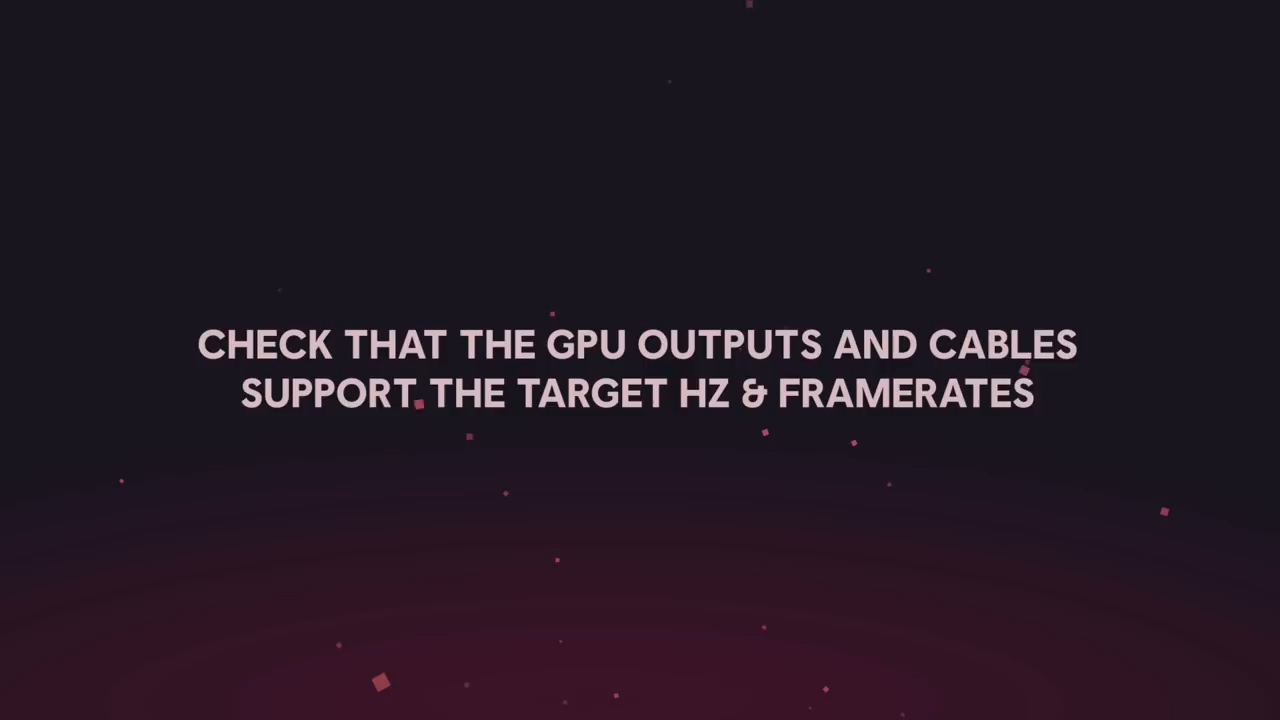 CHECK THAT THE GPU OUTPUTS AND CABLES
SUPPORT THE TARGET HZ & FRAMERATES